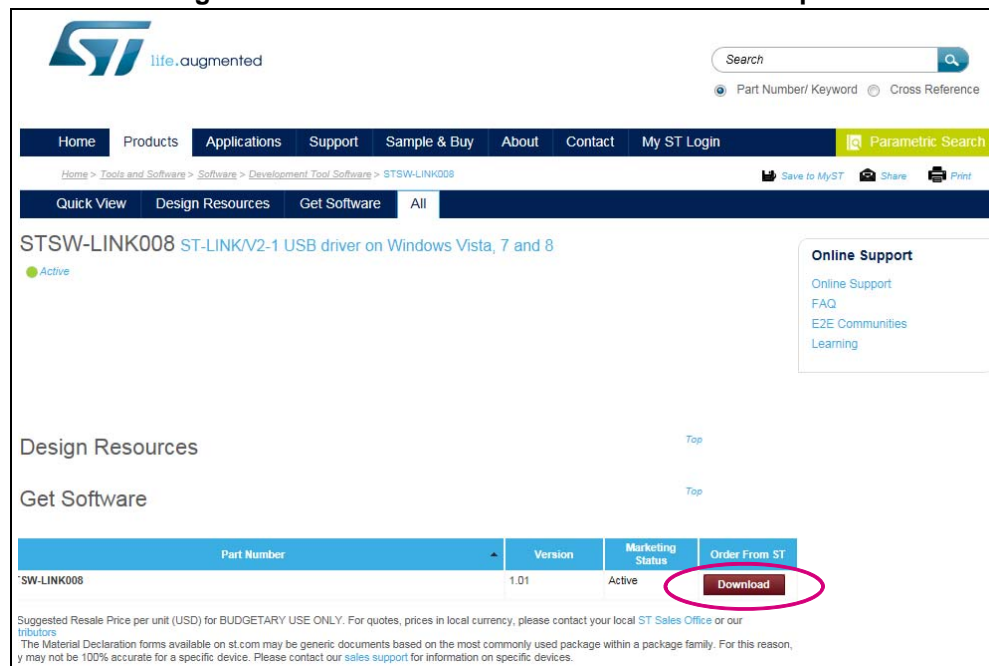 ST life.augmented
Search
Part Number/ Keyword Cross Reference
Home Products Applications Support Sample & Buy About Contact My ST Login Parametric Search
Home > Tools and Software > Software > Development Tool Software > STSW-LINK008 Save to MyST Share Print
Quick View Design Resources Get Software All
STSW-LINK008 ST-LINK/V2-1 USB driver on Windows Vista, 7 and 8
Active
Online Support
Online Support
FAQ
E2E Communities
Learning
Design Resources Top
Get Software Top
Part Number Version Marketing Status Order From ST
SW-LINK008 1.01 Active Download
Suggested Resale Price per unit (USD) for BUDGETARY USE ONLY. For quotes, prices in local currency, please contact your local ST Sales Office or our
tributors
The Material Declaration forms available on st.com may be generic documents based on the most commonly used package within a package family. For this reason,
y may not be 100% accurate for a specific device. Please contact our sales support for information on specific devices.